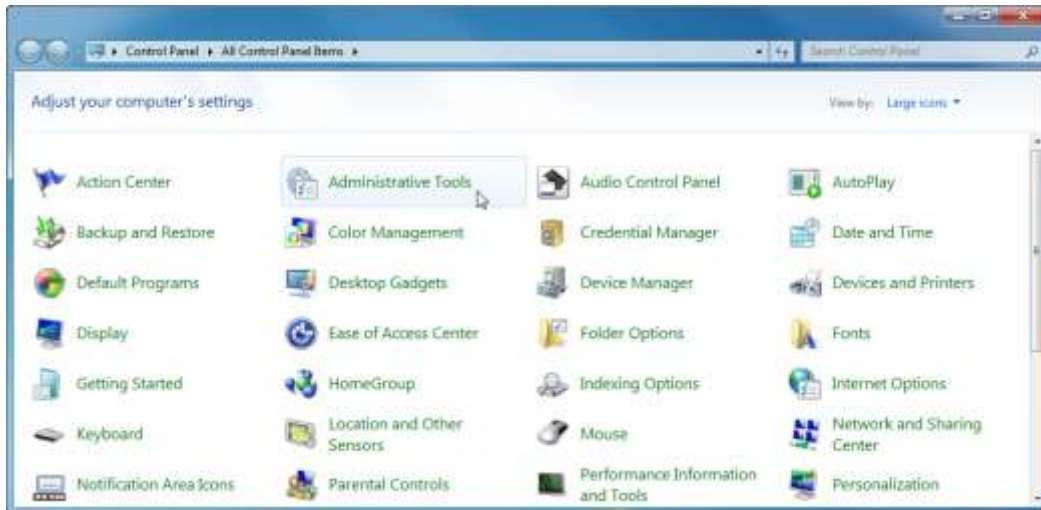 Control Panel ▸ All Control Panel Items ▸
Search Control Panel
Adjust your computer's settings
View by: Large icons
Action Center
Administrative Tools
Audio Control Panel
AutoPlay
Backup and Restore
Color Management
Credential Manager
Date and Time
Default Programs
Desktop Gadgets
Device Manager
Devices and Printers
Display
Ease of Access Center
Folder Options
Fonts
Getting Started
HomeGroup
Indexing Options
Internet Options
Keyboard
Location and Other
Sensors
Mouse
Network and Sharing
Center
Notification Area Icons
Parental Controls
Performance Information
and Tools
Personalization